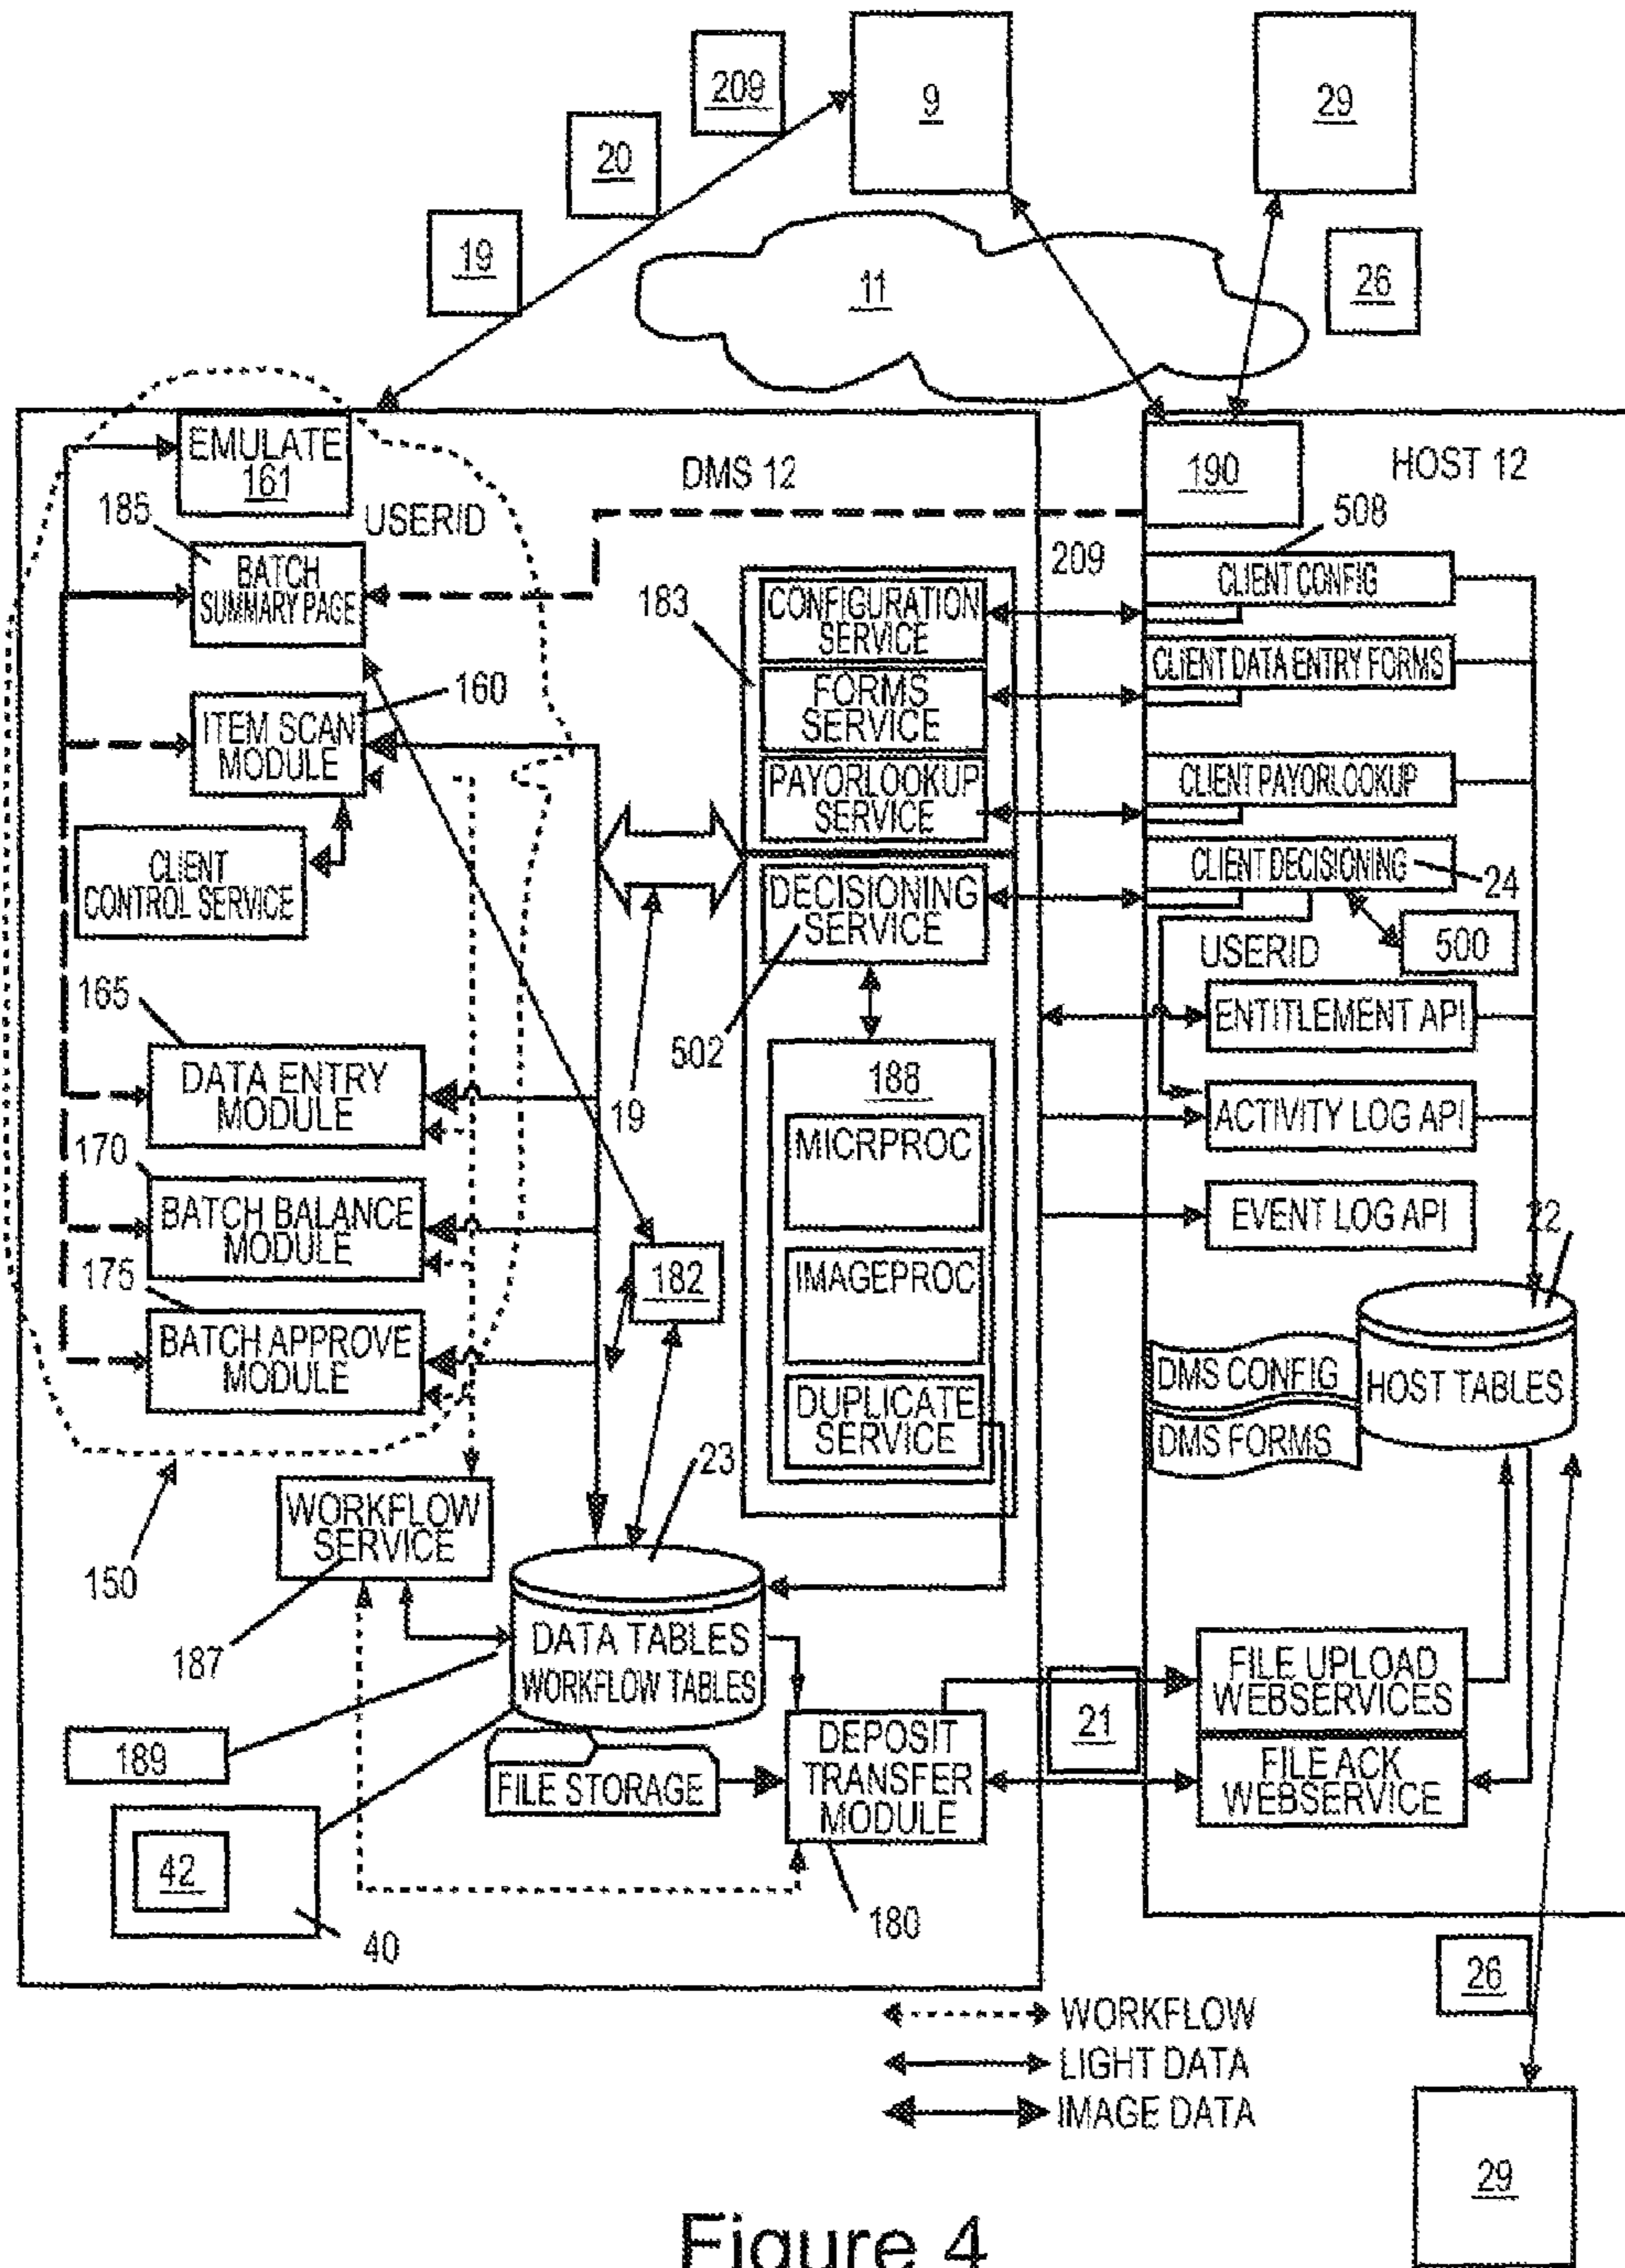 209
9
29
20
19
11
26
EMULATE
161
DMS 12
190
HOST 12
185
USERID
508
BATCH
SUMMARY PAGE
209
CLIENT CONFIG
183
CONFIGURATION
SERVICE
CLIENT DATA ENTRY FORMS
160
FORMS
SERVICE
ITEM SCAN
MODULE
CLIENT PAYORLOOKUP
PAYORLOOKUP
SERVICE
CLIENT
CONTROL SERVICE
CLIENT DECISIONING
24
DECISIONING
SERVICE
USERID
500
165
ENTITLEMENT API
502
188
DATA ENTRY
MODULE
19
ACTIVITY LOG API
MICRPROC
170
BATCH BALANCE
MODULE
EVENT LOG API
22
182
IMAGEPROC
175
BATCH APPROVE
MODULE
DMS CONFIG
HOST TABLES
DUPLICATE
SERVICE
DMS FORMS
23
WORKFLOW
SERVICE
150
DATA TABLES
WORKFLOW TABLES
187
FILE UPLOAD
WEBSERVICES
21
189
DEPOSIT
TRANSFER
MODULE
FILE STORAGE
FILE ACK
WEBSERVICE
42
40
180
26
WORKFLOW
LIGHT DATA
IMAGE DATA
29
Figure 4